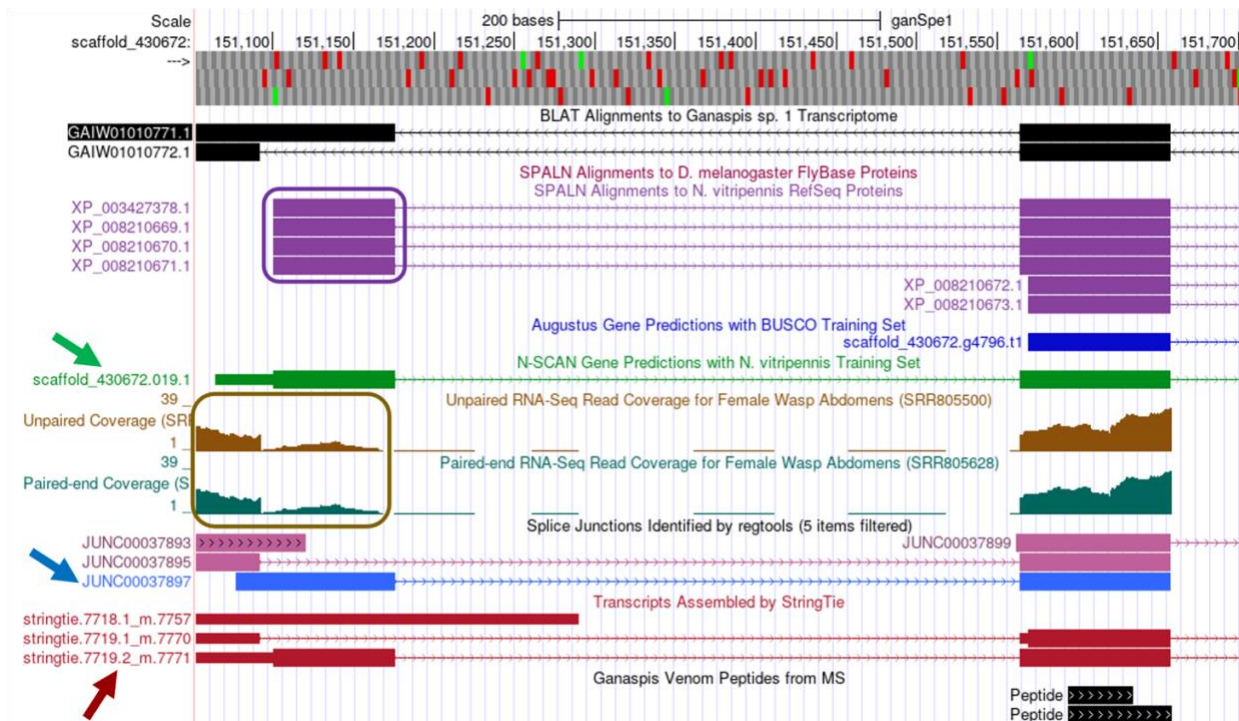 Scale 200 bases ganSpe1
scaffold_430672: 151,100 151,150 151,200 151,250 151,300 151,350 151,400 151,450 151,500 151,550 151,600 151,650 151,700
--->
BLAT Alignments to Ganaspis sp. 1 Transcriptome
GAIW01010771.1
GAIW01010772.1
SPALN Alignments to D. melanogaster FlyBase Proteins
SPALN Alignments to N. vitripennis RefSeq Proteins
XP_003427378.1
XP_008210669.1
XP_008210670.1
XP_008210671.1
XP_008210672.1
XP_008210673.1
Augustus Gene Predictions with BUSCO Training Set
scaffold_430672.g4796.t1
N-SCAN Gene Predictions with N. vitripennis Training Set
scaffold_430672.019.1
39 _ Unpaired RNA-Seq Read Coverage for Female Wasp Abdomens (SRR805500)
Unpaired Coverage (SRR
1 _
39 _ Paired-end RNA-Seq Read Coverage for Female Wasp Abdomens (SRR805628)
Paired-end Coverage (S
1 _
Splice Junctions Identified by regtools (5 items filtered)
JUNC00037893 JUNC00037899
JUNC00037895
JUNC00037897
Transcripts Assembled by StringTie
stringtie.7718.1_m.7757
stringtie.7719.1_m.7770
stringtie.7719.2_m.7771
Ganaspis Venom Peptides from MS
Peptide
Peptide